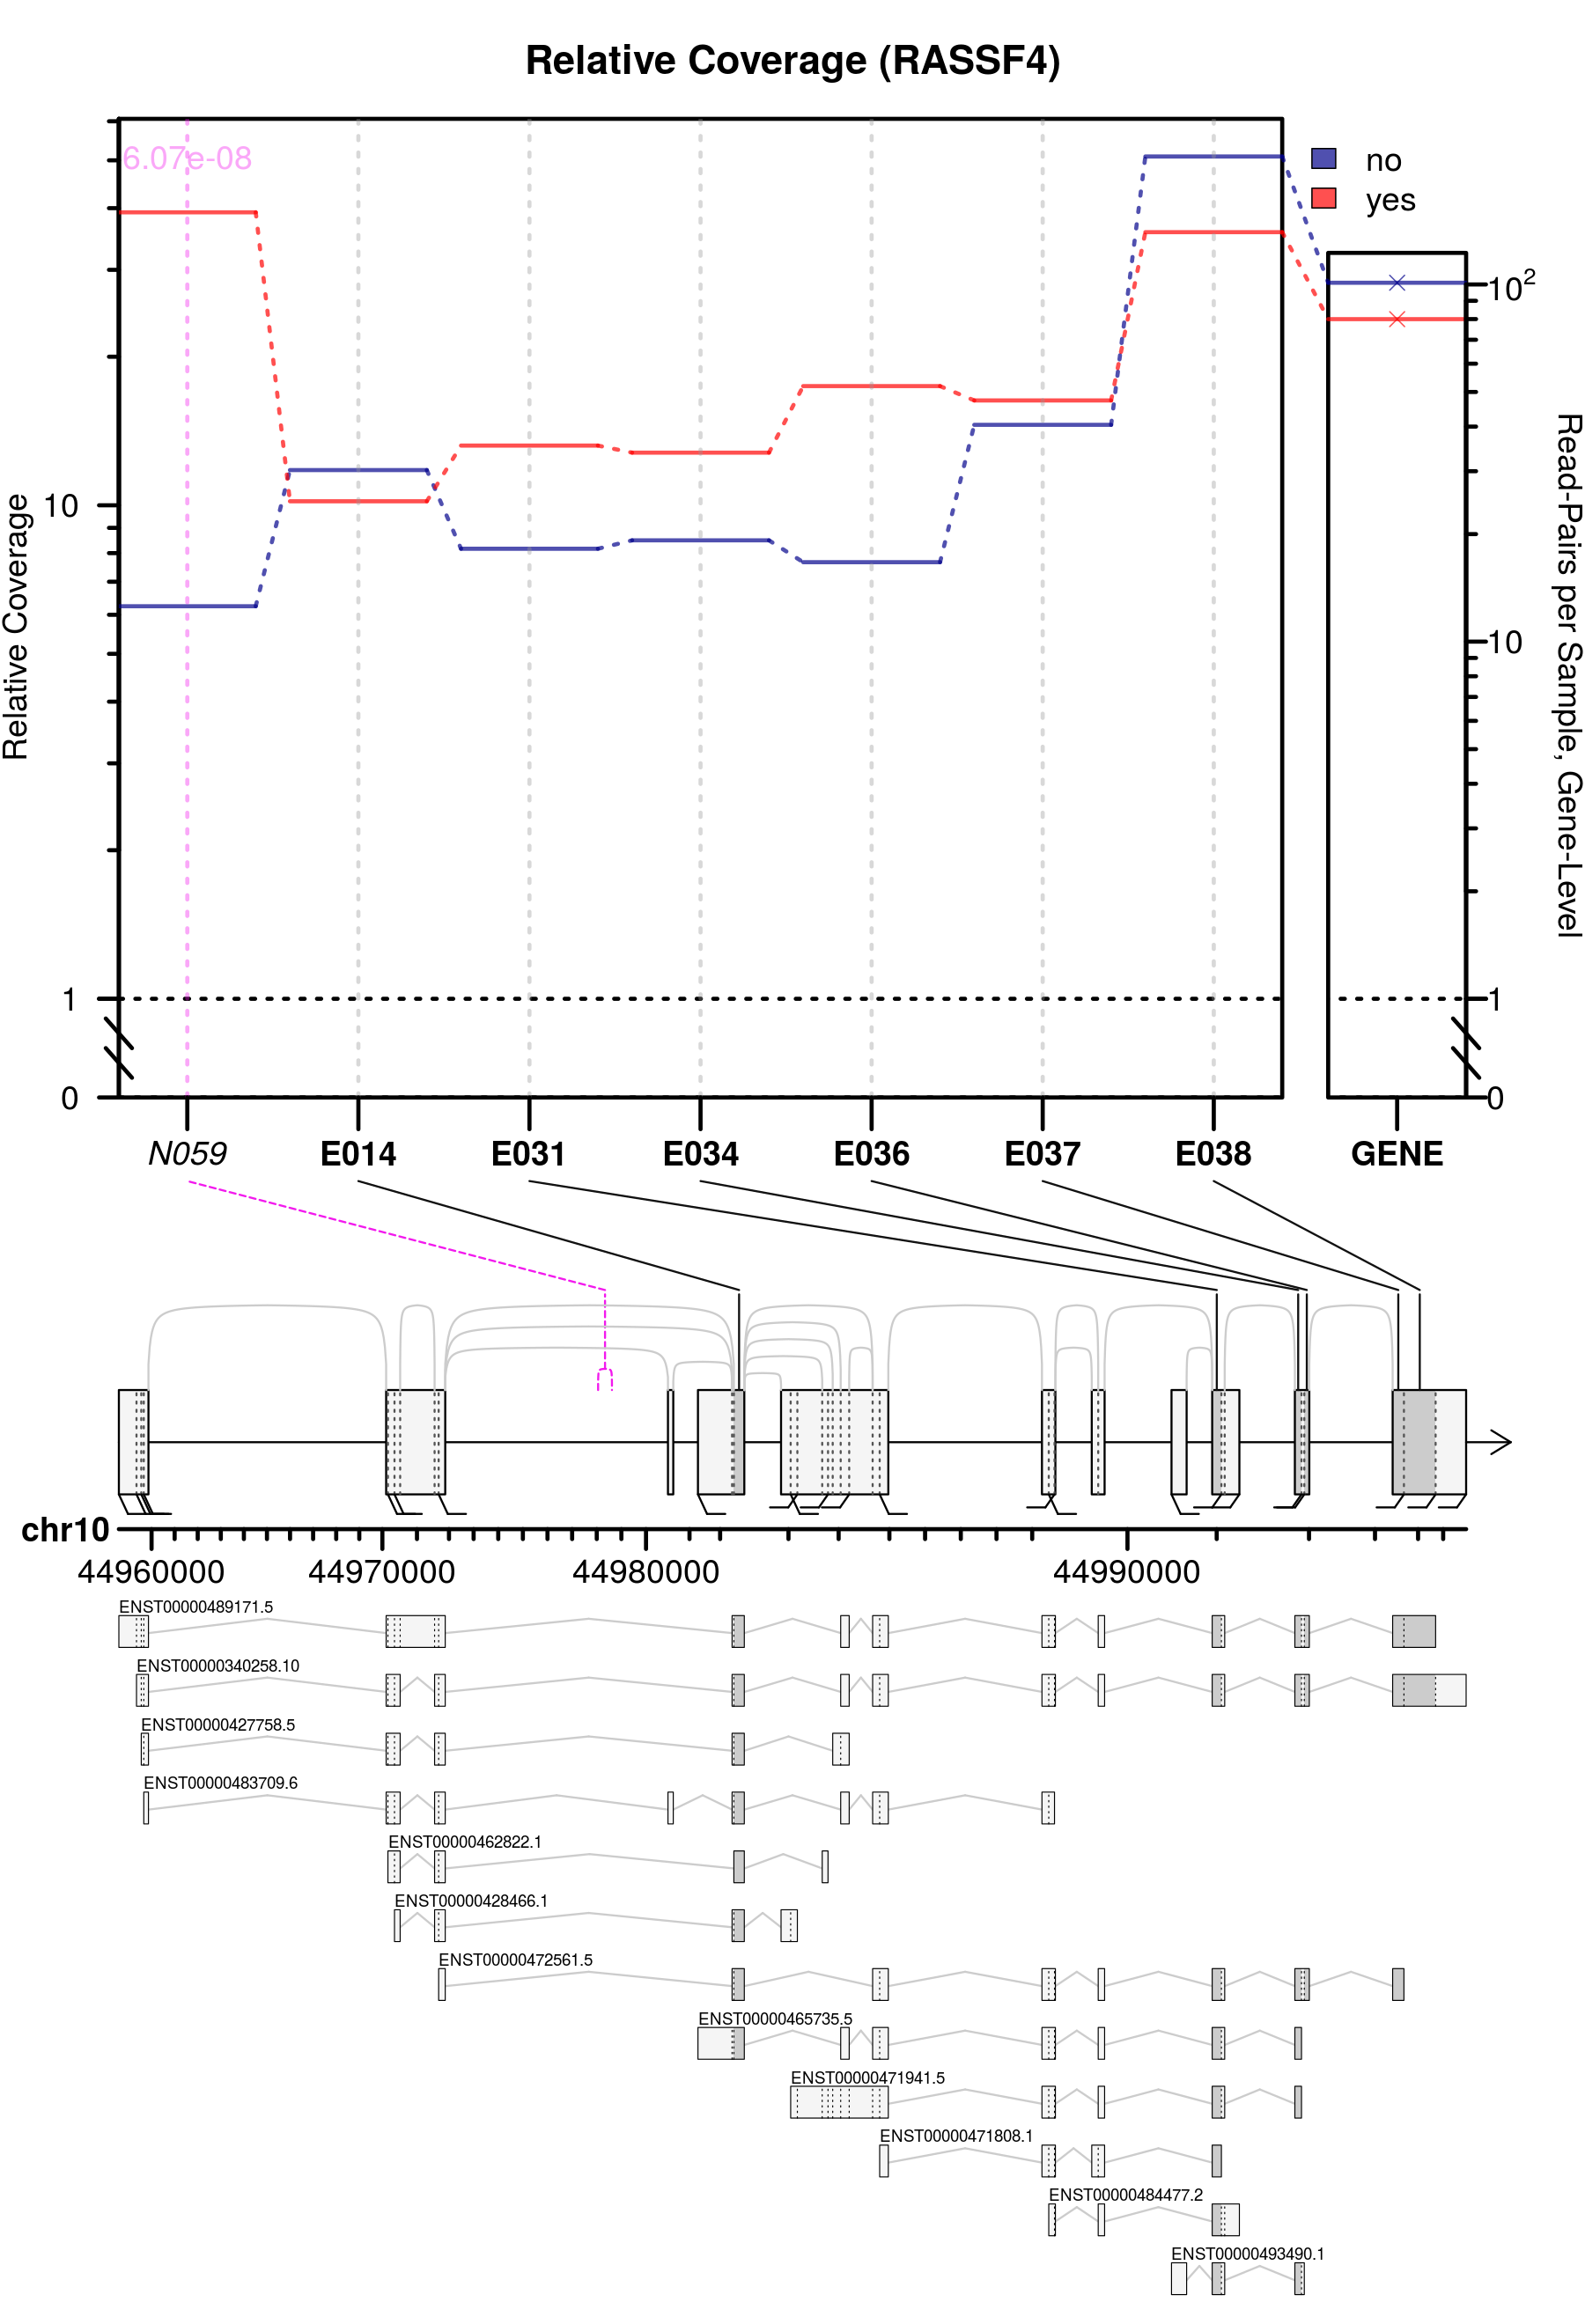 Relative Coverage (RASSF4)
6.07e-08
no
yes
Relative Coverage
10
1
0
10²
10
1
0
Read-Pairs per Sample, Gene-Level
N059 E014 E031 E034 E036 E037 E038 GENE
chr10
44960000 44970000 44980000 44990000
ENST00000489171.5
ENST00000340258.10
ENST00000427758.5
ENST00000483709.6
ENST00000462822.1
ENST00000428466.1
ENST00000472561.5
ENST00000465735.5
ENST00000471941.5
ENST00000471808.1
ENST00000484477.2
ENST00000493490.1